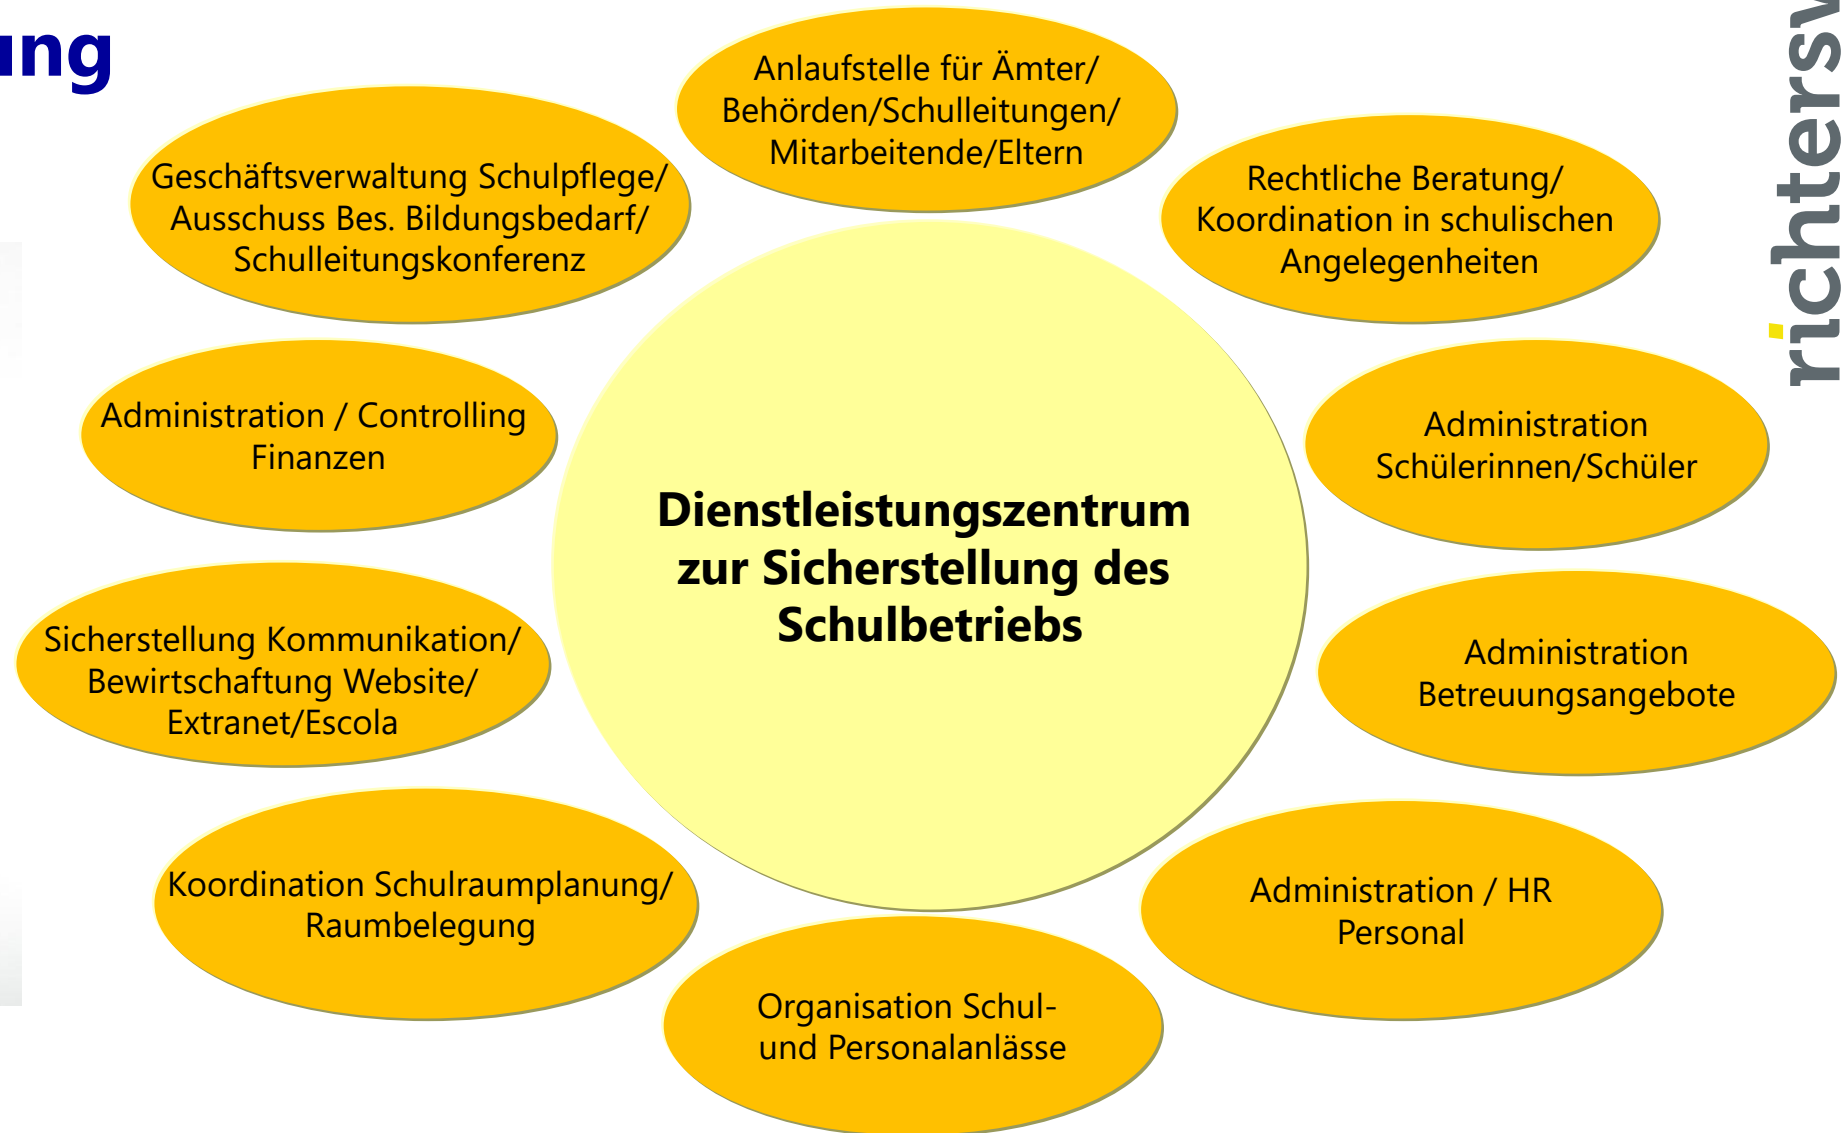 ung
Anlaufstelle für Ämter/
Behörden/Schulleitungen/
Mitarbeitende/Eltern
Geschäftsverwaltung Schulpflege/
Ausschuss Bes. Bildungsbedarf/
Schulleitungskonferenz
Rechtliche Beratung/
Koordination in schulischen
Angelegenheiten
Administration / Controlling
Finanzen
Administration
Schülerinnen/Schüler
Dienstleistungszentrum
zur Sicherstellung des
Schulbetriebs
Sicherstellung Kommunikation/
Bewirtschaftung Website/
Extranet/Escola
Administration
Betreuungsangebote
Koordination Schulraumplanung/
Raumbelegung
Administration / HR
Personal
Organisation Schul-
und Personalanlässe
richters